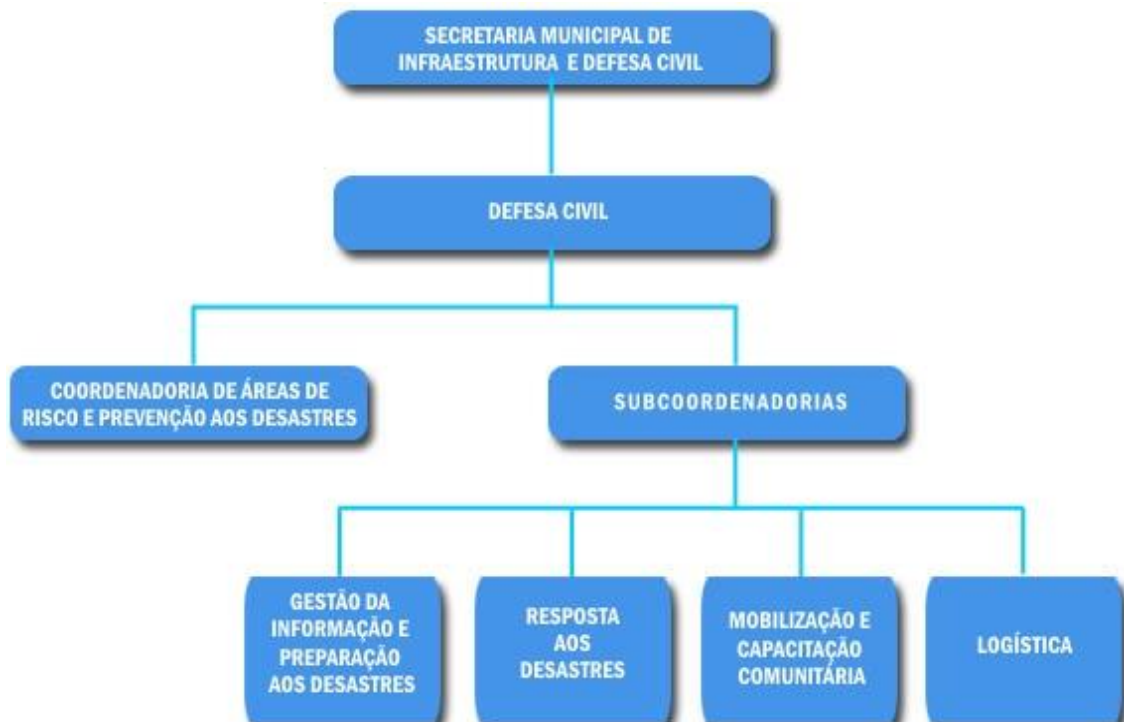 SECRETARIA MUNICIPAL DE
INFRAESTRUTURA E DEFESA CIVIL
DEFESA CIVIL
COORDENADORIA DE ÁREAS DE
RISCO E PREVENÇÃO AOS DESASTRES
SUBCOORDENADORIAS
GESTÃO DA
INFORMAÇÃO E
PREPARAÇÃO
AOS DESASTRES
RESPOSTA
AOS
DESASTRES
MOBILIZAÇÃO E
CAPACITAÇÃO
COMUNITÁRIA
LOGÍSTICA